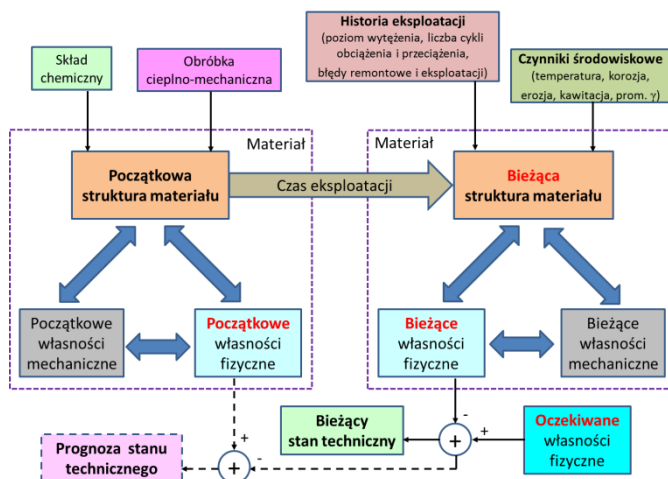 Skład
chemiczny
Obróbka
cieplno-mechaniczna
Historia eksploatacji
(poziom wytężenia, liczba cykli
obciążenia i przeciążenia,
błędy remontowe i eksploatacji)
Czynniki środowiskowe
(temperatura, korozja,
erozja, kawitacja, prom. γ)
Materiał
Początkowa
struktura materiału
Czas eksploatacji
Materiał
Bieżąca
struktura materiału
Początkowe
własności
mechaniczne
Początkowe
własności
fizyczne
Bieżące
własności
fizyczne
Bieżące
własności
mechaniczne
Prognoza stanu
technicznego
+
-
+
Bieżący
stan techniczny
-
+
+
Oczekiwane
własności
fizyczne